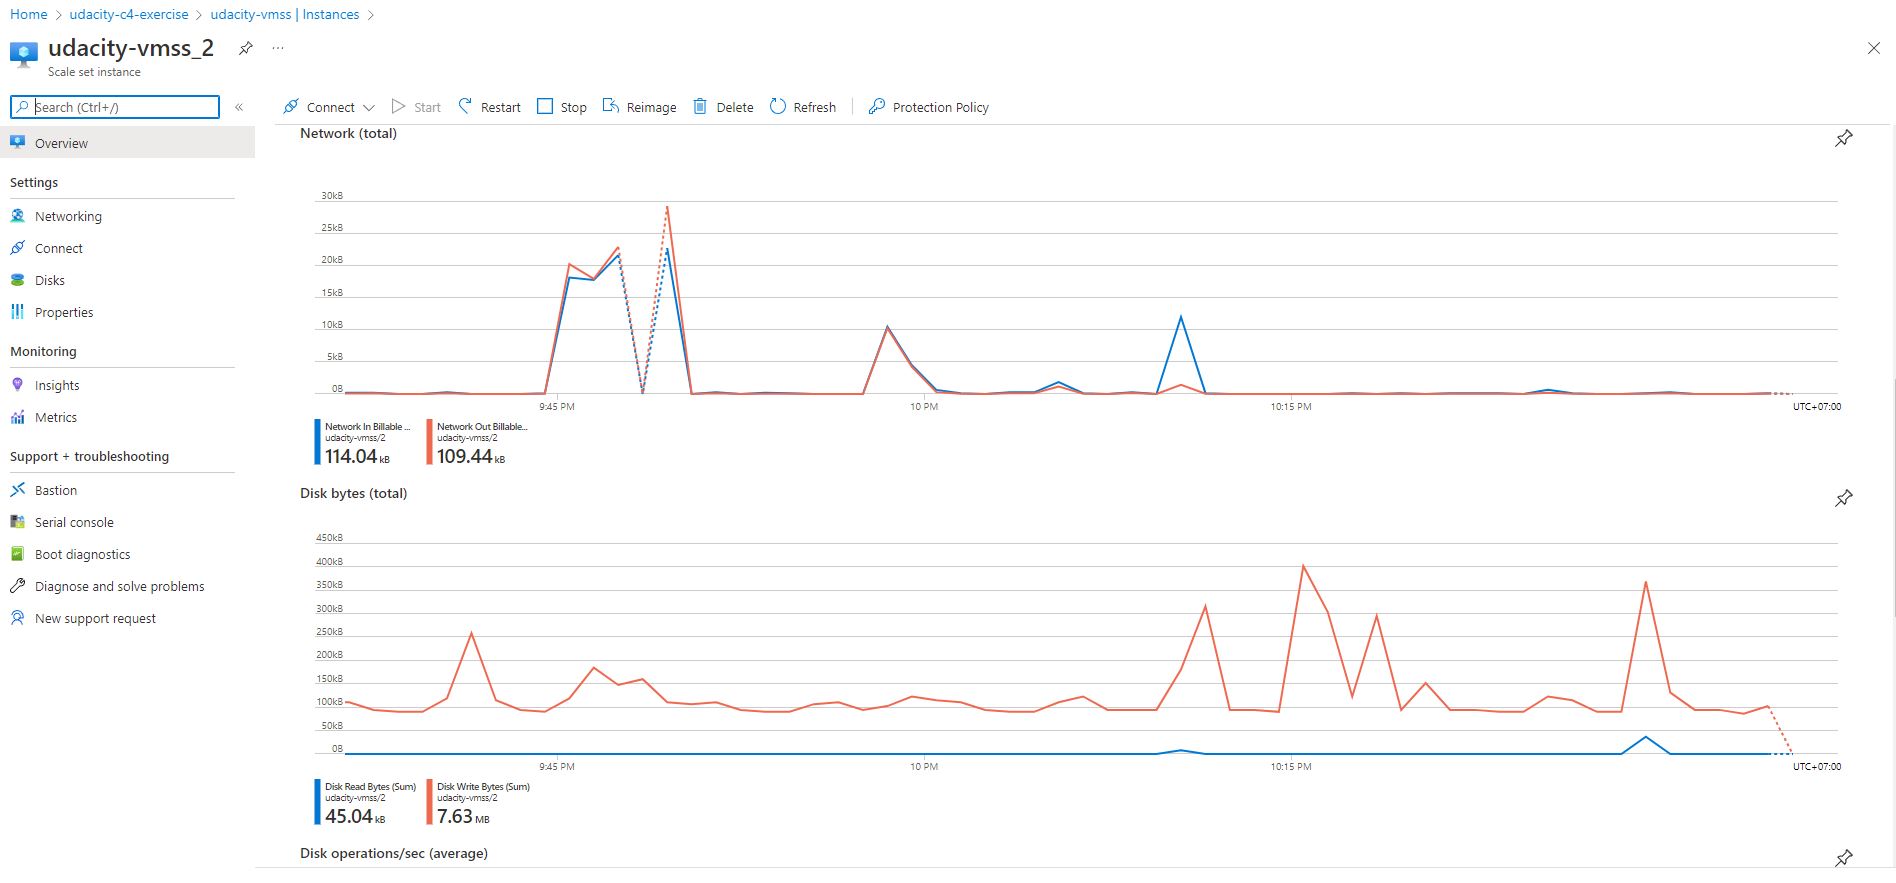 Home > udacity-c4-exercise > udacity-vmss | Instances >
udacity-vmss_2
Scale set instance
Search (Ctrl+/)
Connect Start Restart Stop Reimage Delete Refresh Protection Policy
Overview
Settings
Networking
Connect
Disks
Properties
Monitoring
Insights
Metrics
Support + troubleshooting
Bastion
Serial console
Boot diagnostics
Diagnose and solve problems
New support request
Network (total)
30kB
25kB
20kB
15kB
10kB
5kB
0B
9:45 PM 10 PM 10:15 PM UTC+07:00
Network In Billable ... Network Out Billable...
udacity-vmss/2 udacity-vmss/2
114.04 kB 109.44 kB
Disk bytes (total)
450kB
400kB
350kB
300kB
250kB
200kB
150kB
100kB
50kB
0B
9:45 PM 10 PM 10:15 PM UTC+07:00
Disk Read Bytes (Sum) Disk Write Bytes (Sum)
udacity-vmss/2 udacity-vmss/2
45.04 kB 7.63 MB
Disk operations/sec (average)